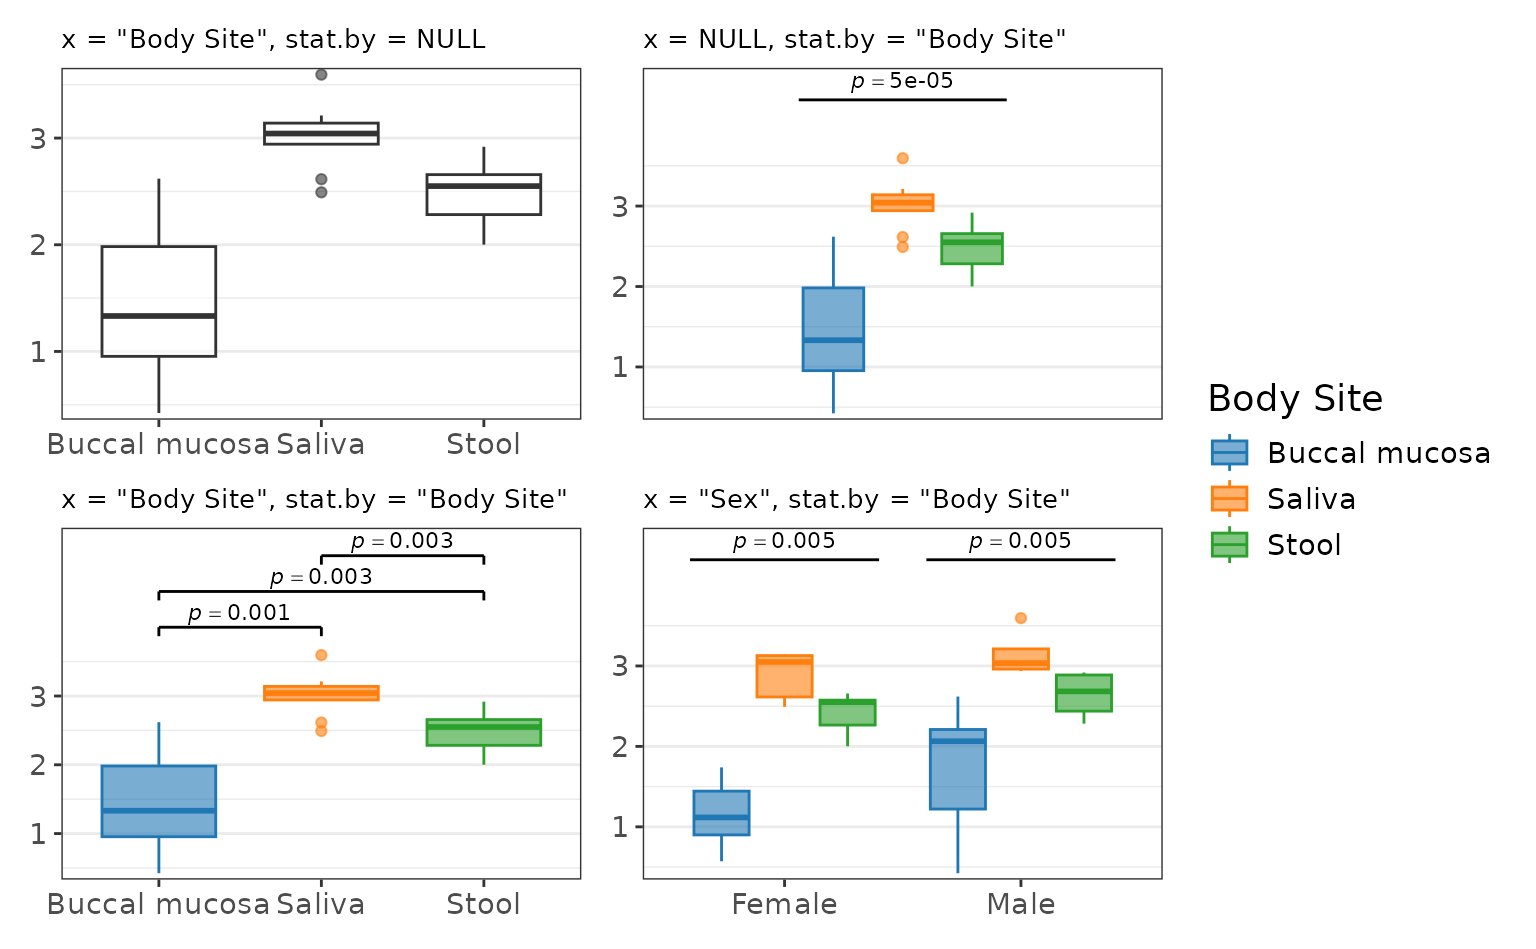 x = "Body Site", stat.by = NULL
3
2
1
Buccal mucosa Saliva Stool
x = NULL, stat.by = "Body Site"
p = 5e-05
3
2
1
x = "Body Site", stat.by = "Body Site"
p = 0.003
p = 0.003
p = 0.001
3
2
1
Buccal mucosa Saliva Stool
x = "Sex", stat.by = "Body Site"
p = 0.005 p = 0.005
3
2
1
Female Male
Body Site
Buccal mucosa
Saliva
Stool